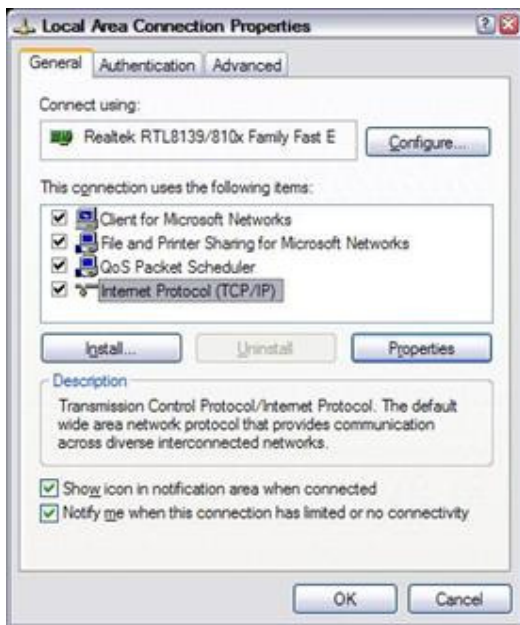 Local Area Connection Properties
General Authentication Advanced
Connect using:
Realtek RTL8139/810x Family Fast E
Configure...
This connection uses the following items:
Client for Microsoft Networks
File and Printer Sharing for Microsoft Networks
QoS Packet Scheduler
Internet Protocol (TCP/IP)
Install... Uninstall Properties
Description
Transmission Control Protocol/Internet Protocol. The default
wide area network protocol that provides communication
across diverse interconnected networks.
Show icon in notification area when connected
Notify me when this connection has limited or no connectivity
OK Cancel